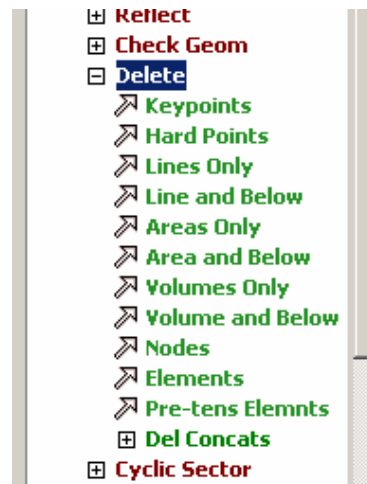 Reflect
Check Geom
Delete
Keypoints
Hard Points
Lines Only
Line and Below
Areas Only
Area and Below
Volumes Only
Volume and Below
Nodes
Elements
Pre-tens Elemnts
Del Concats
Cyclic Sector